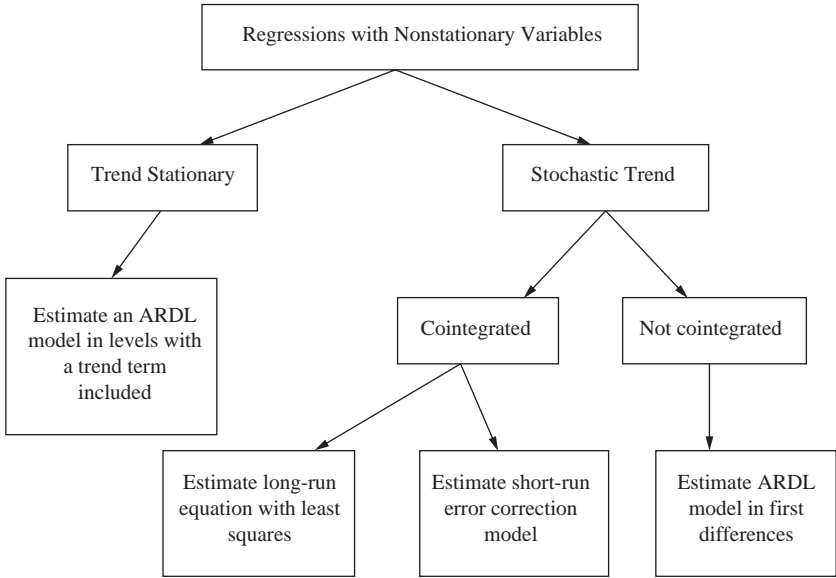 Regressions with Nonstationary Variables
Trend Stationary
Stochastic Trend
Estimate an ARDL
model in levels with
a trend term
included
Cointegrated
Not cointegrated
Estimate long-run
equation with least
squares
Estimate short-run
error correction
model
Estimate ARDL
model in first
differences